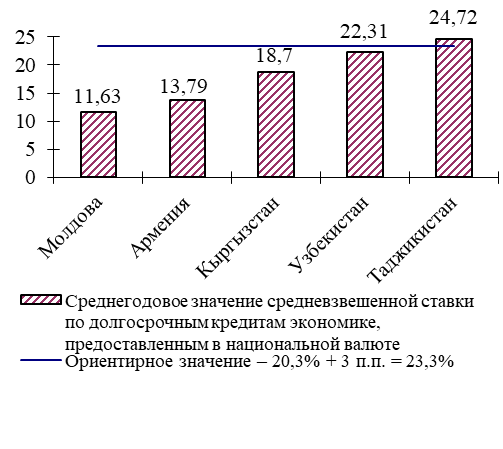 25
20
15
10
5
0
11,63
13,79
18,7
22,31
24,72
Молдова
Армения
Кыргызстан
Узбекистан
Таджикистан
Среднегодовое значение средневзвешенной ставки
по долгосрочным кредитам экономике,
предоставленным в национальной валюте
Ориентирное значение – 20,3% + 3 п.п. = 23,3%